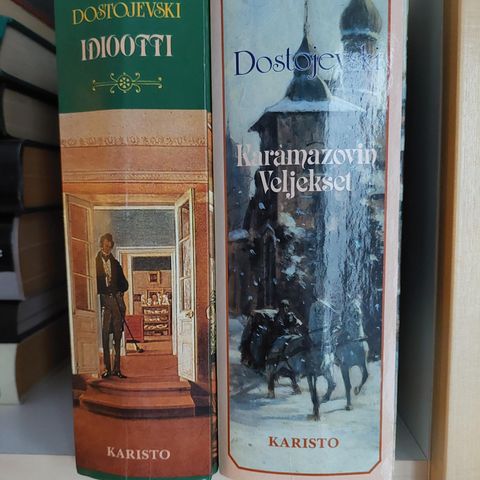 DOSTOJEVSKI
IDIOOTTI
KARISTO
Dostojevski
Karamazovin
Veljekset
KARISTO